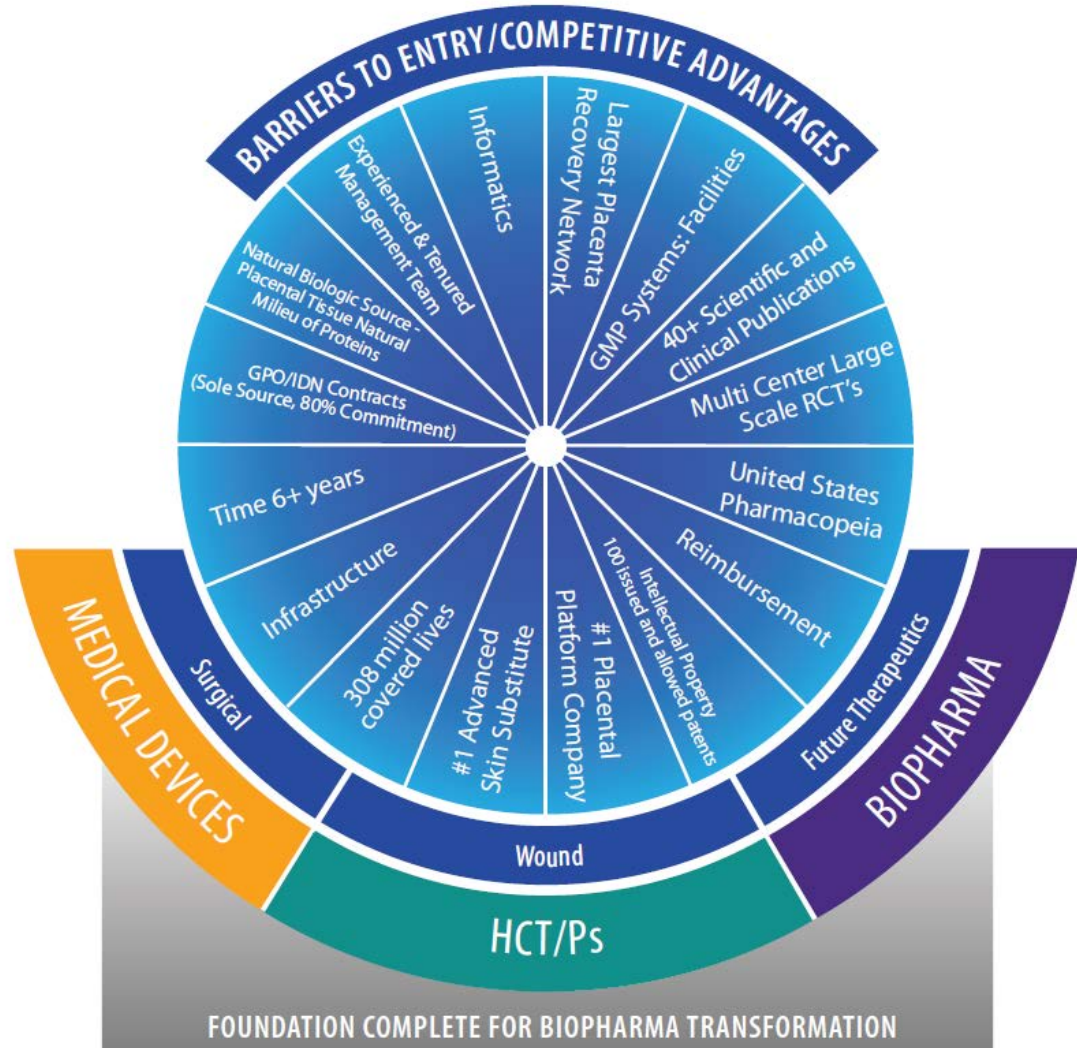 BARRIERS TO ENTRY/COMPETITIVE ADVANTAGES
Largest Placenta
Recovery Network
GMP Systems: Facilities
40+ Scientific and
Clinical Publications
Multi Center Large
Scale RCT's
United States
Pharmacopeia
Reimbursement
Intellectual Property
100 issued and allowed patents
#1 Placental
Platform Company
#1 Advanced
Skin Substitute
308 million
covered lives
Infrastructure
Time 6+ years
GPO/IDN Contracts
(Sole Source, 80% Commitment)
Natural Biologic Source -
Placental Tissue Natural
Milieu of Proteins
Experienced & Tenured
Management Team
Informatics
Surgical
Wound
Future Therapeutics
MEDICAL DEVICES
HCT/Ps
BIOPHARMA
FOUNDATION COMPLETE FOR BIOPHARMA TRANSFORMATION